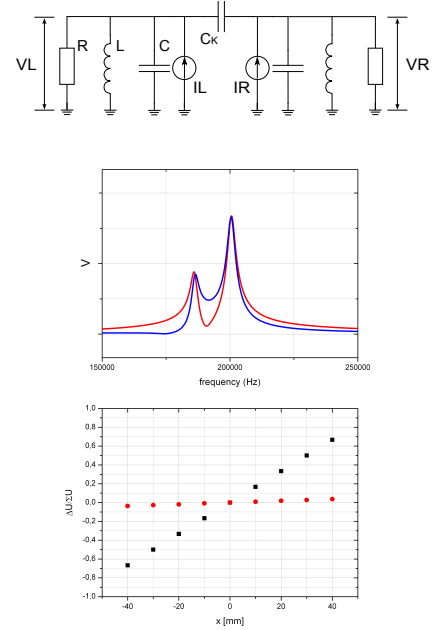 VL R L C CK IL IR VR
V
150000 200000 250000
frequency (Hz)
1,0
0,8
0,6
0,4
0,2
0,0
-0,2
-0,4
-0,6
-0,8
-1,0
ΔU/ΣU
-40 -20 0 20 40
x [mm]